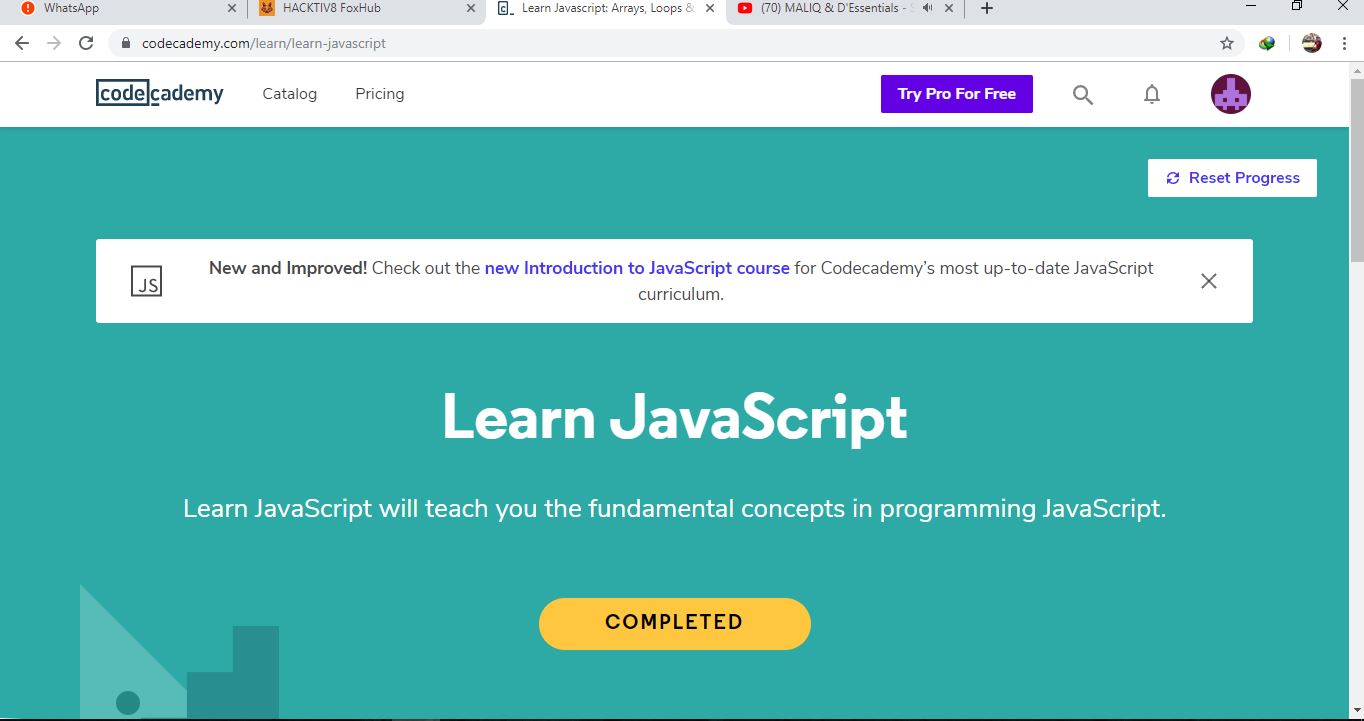 WhatsApp
HACKTIV8 FoxHub
Learn Javascript: Arrays, Loops &
(70) MALIQ & D'Essentials -
codecademy.com/learn/learn-javascript
codecademy
Catalog
Pricing
Try Pro For Free
Reset Progress
JS
New and Improved! Check out the new Introduction to JavaScript course for Codecademy's most up-to-date JavaScript
curriculum.
Learn JavaScript
Learn JavaScript will teach you the fundamental concepts in programming JavaScript.
COMPLETED